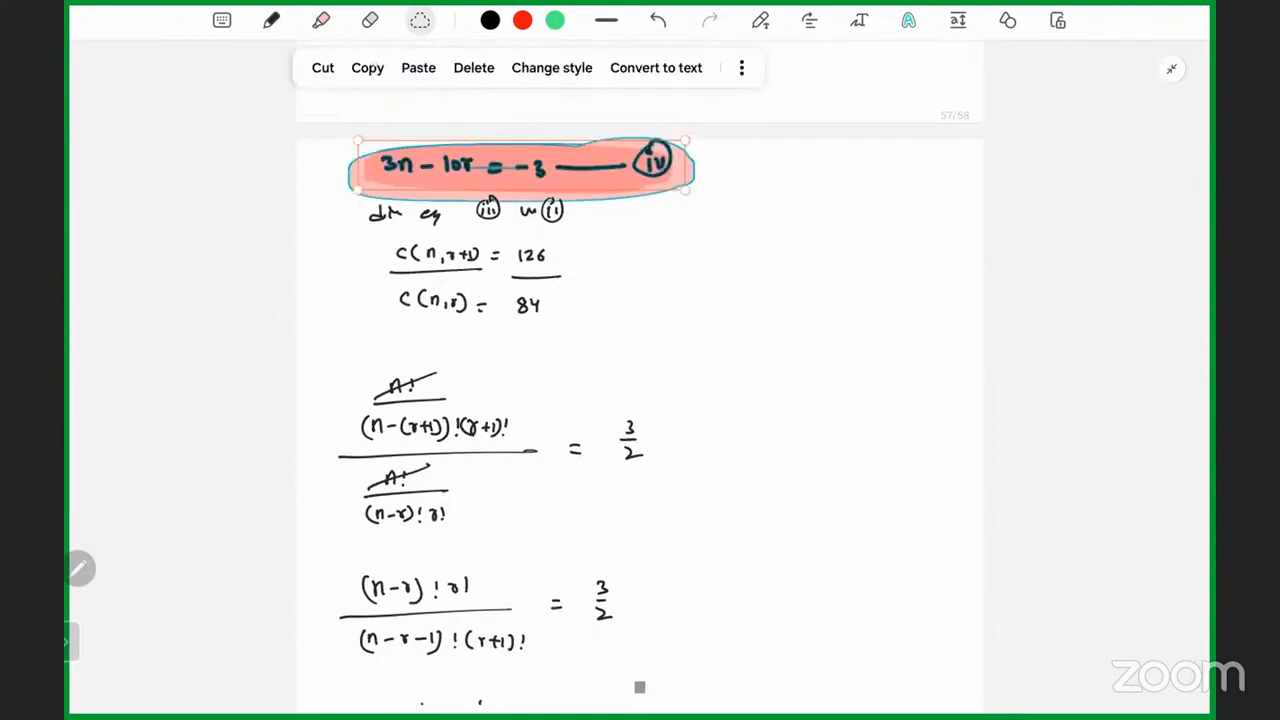 Cut Copy Paste Delete Change style Convert to text
57/58
3n - 10r = -3 —— (iv)
eq (iii) (ii)
C(n, r+1) = 126
C(n, r) = 84
n!
(n-(r+1))! (r+1)!
= 3/2
n!
(n-r)! r!
(n-r)! r!
= 3/2
(n-r-1)! (r+1)!
zoom